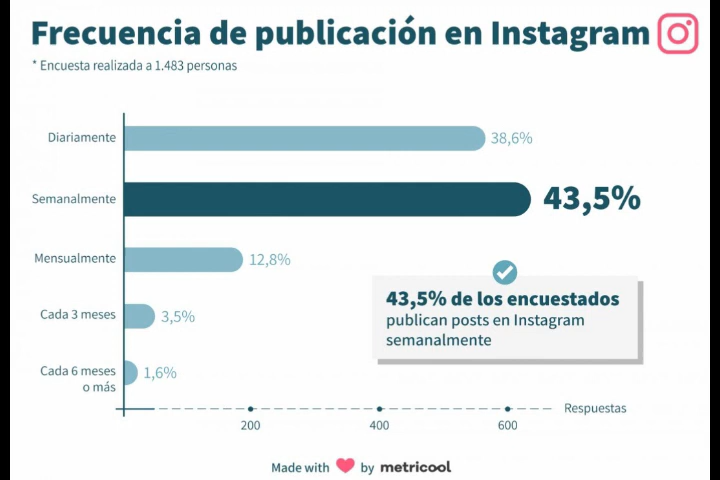 Frecuencia de publicación en Instagram
* Encuesta realizada a 1.483 personas
Diariamente
38,6%
Semanalmente
43,5%
Mensualmente
12,8%
Cada 3 meses
3,5%
Cada 6 meses
o más
1,6%
43,5% de los encuestados
publican posts en Instagram
semanalmente
200
400
600
Respuestas
Made with by metricool